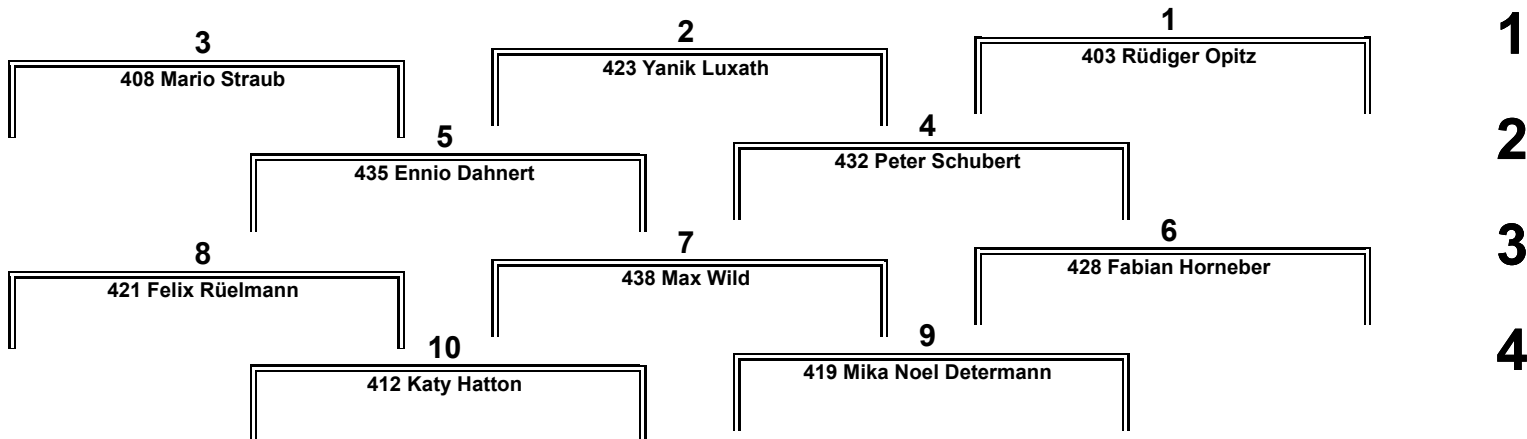 3 2 1 1
408 Mario Straub 423 Yanik Luxath 403 Rüdiger Opitz
5 4 2
435 Ennio Dahnert 432 Peter Schubert
8 7 6 3
421 Felix Rüelmann 438 Max Wild 428 Fabian Horneber
10 9 4
412 Katy Hatton 419 Mika Noel Determann